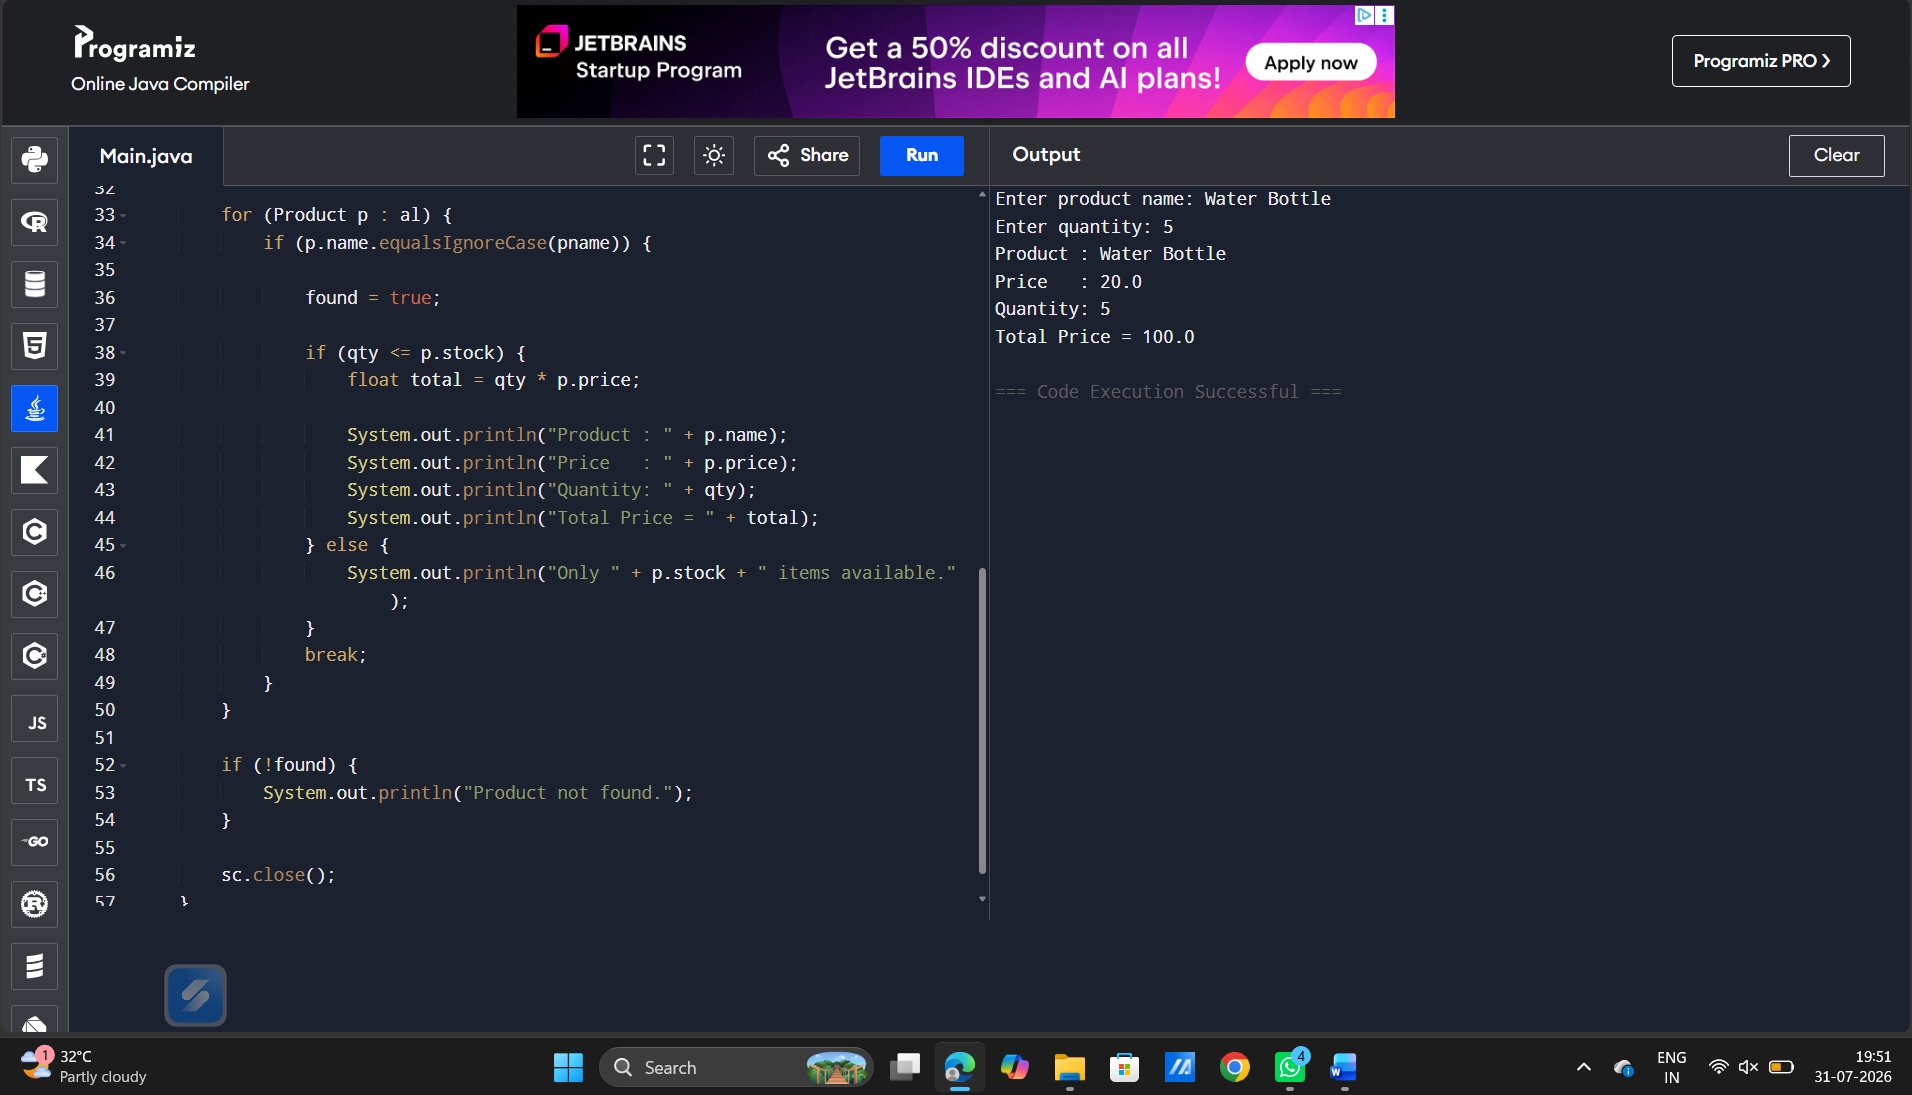 Programiz
Online Java Compiler
JETBRAINS
Startup Program
Get a 50% discount on all
JetBrains IDEs and AI plans!
Apply now
Programiz PRO ❯
Main.java
Share
Run
Output
Clear
32
33 for (Product p : al) {
34 if (p.name.equalsIgnoreCase(pname)) {
35
36 found = true;
37
38 if (qty <= p.stock) {
39 float total = qty * p.price;
40
41 System.out.println("Product : " + p.name);
42 System.out.println("Price   : " + p.price);
43 System.out.println("Quantity: " + qty);
44 System.out.println("Total Price = " + total);
45 } else {
46 System.out.println("Only " + p.stock + " items available."
);
47 }
48 break;
49 }
50 }
51
52 if (!found) {
53 System.out.println("Product not found.");
54 }
55
56 sc.close();
57 }
Enter product name: Water Bottle
Enter quantity: 5
Product : Water Bottle
Price   : 20.0
Quantity: 5
Total Price = 100.0
=== Code Execution Successful ===
JS
TS
GO
1
32°C
Partly cloudy
Search
4
ENG
IN
19:51
31-07-2026